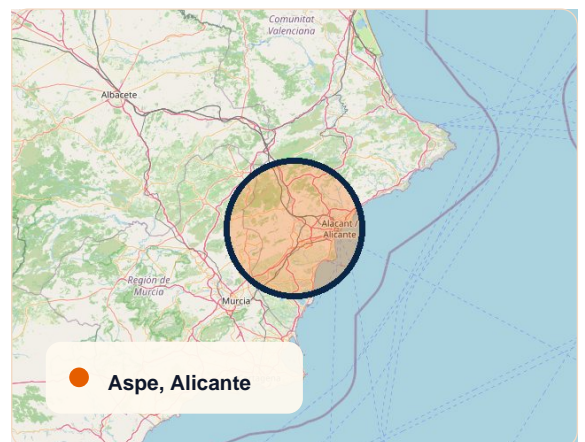 Comunitat
Valenciana
Albacete
Alacant /
Alicante
Región de
Murcia
Murcia
Aspe, Alicante